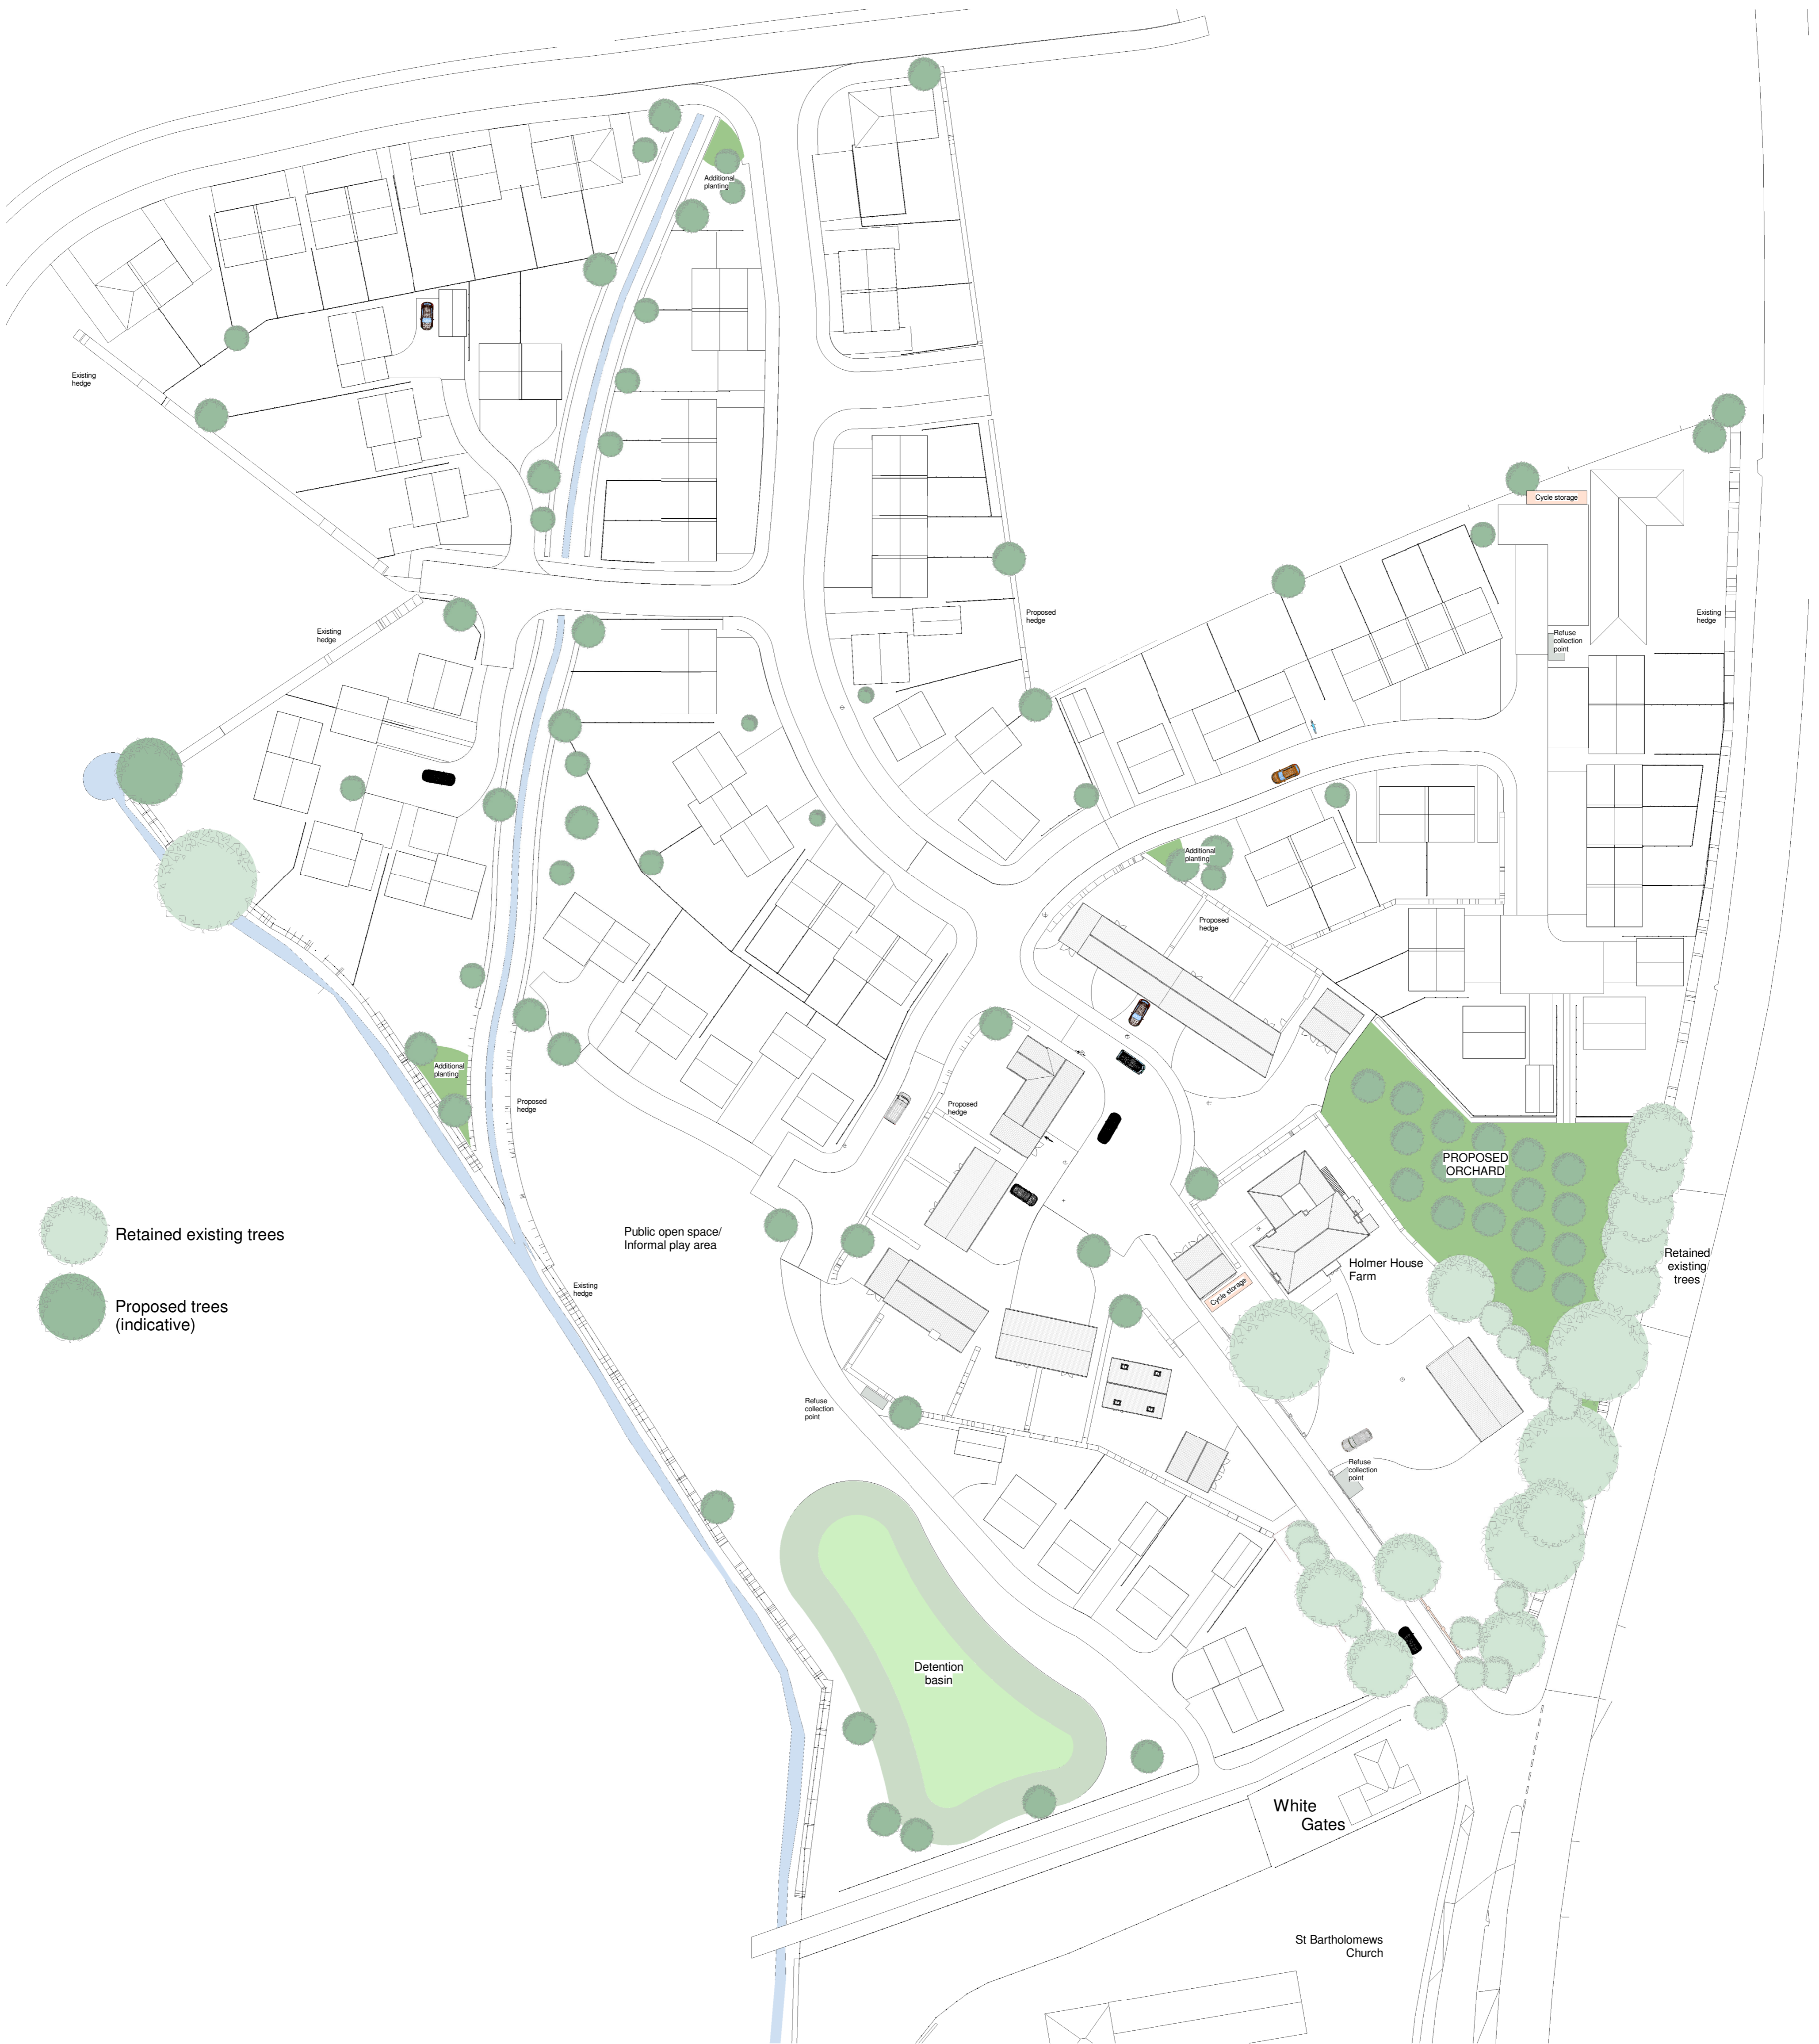 Additional
planting
Existing
hedge
Cycle storage
Existing
hedge
Proposed
hedge
Existing
hedge
Refuse
collection
point
Additional
planting
Proposed
hedge
Additional
planting
Proposed
hedge
Proposed
hedge
PROPOSED
ORCHARD
Retained existing trees
Public open space/
Informal play area
Holmer House
Farm
Retained
existing
trees
Existing
hedge
Cycle storage
Proposed trees
(indicative)
Refuse
collection
point
Refuse
collection
point
Detention
basin
White
Gates
St Bartholomews
Church